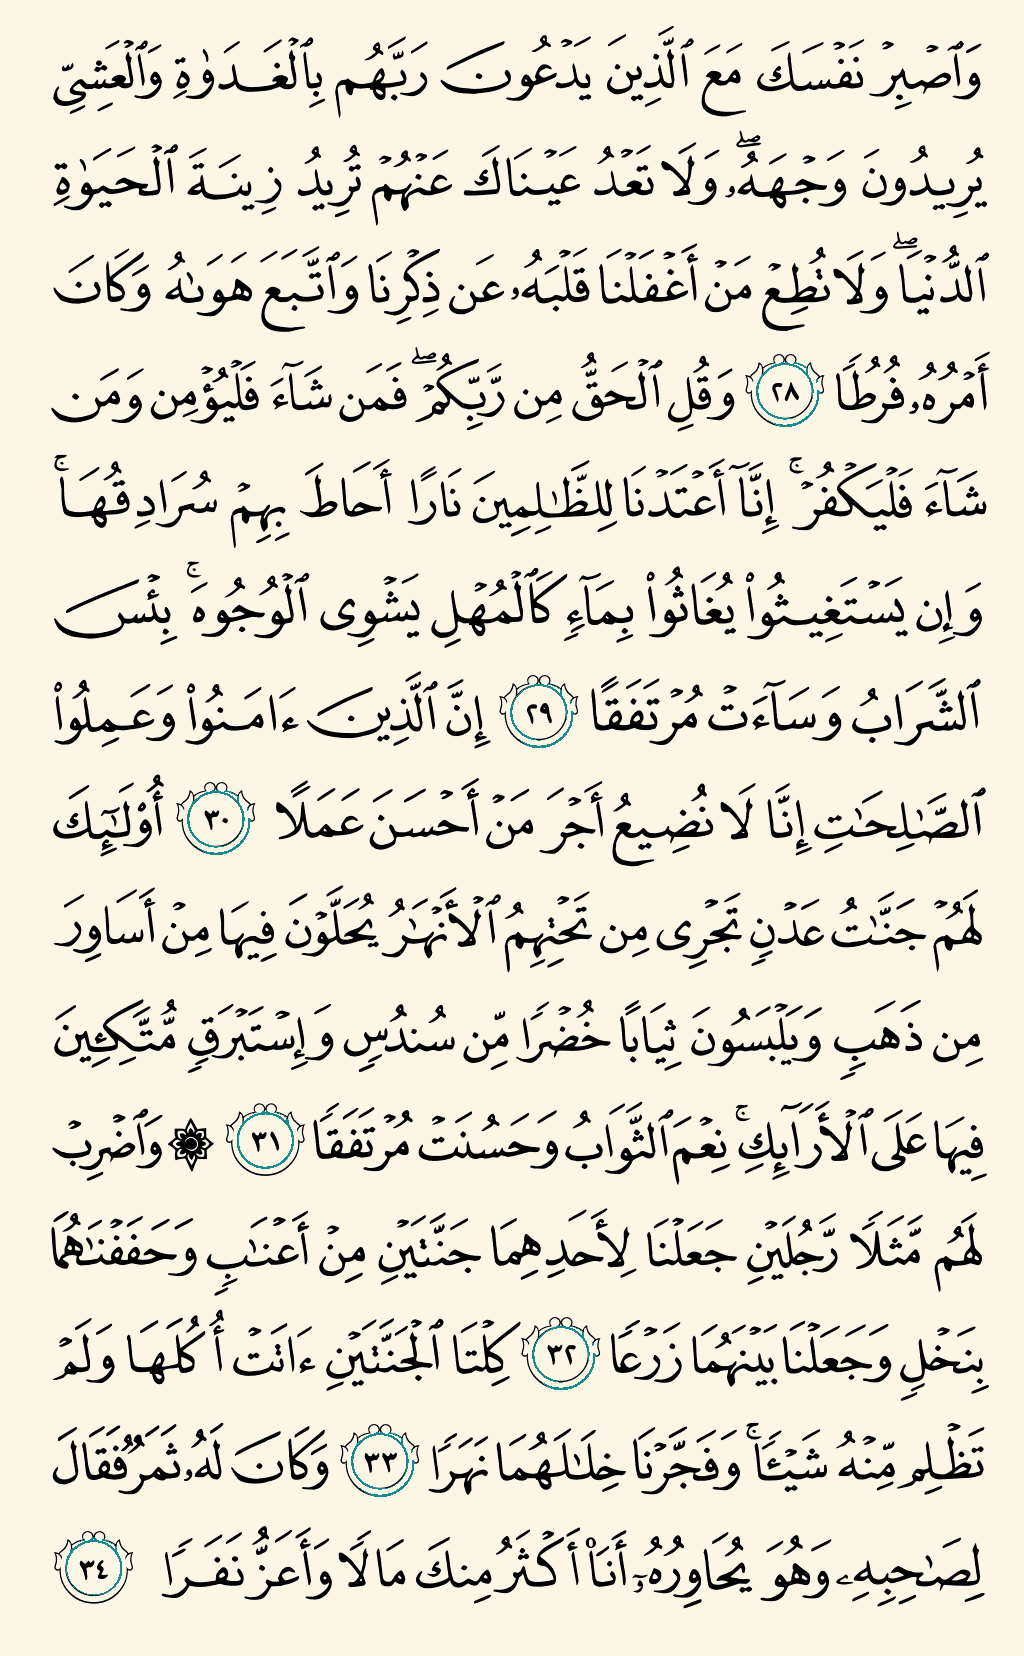 وَٱصۡبِرۡ نَفۡسَكَ مَعَ ٱلَّذِينَ يَدۡعُونَ رَبَّهُم بِٱلۡغَدَوٰةِ وَٱلۡعَشِيِّ
يُرِيدُونَ وَجۡهَهُۥۖ وَلَا تَعۡدُ عَيۡنَاكَ عَنۡهُمۡ تُرِيدُ زِينَةَ ٱلۡحَيَوٰةِ
ٱلدُّنۡيَاۖ وَلَا تُطِعۡ مَنۡ أَغۡفَلۡنَا قَلۡبَهُۥ عَن ذِكۡرِنَا وَٱتَّبَعَ هَوَىٰهُ وَكَانَ
أَمۡرُهُۥ فُرُطٗا ٢٨ وَقُلِ ٱلۡحَقُّ مِن رَّبِّكُمۡۖ فَمَن شَآءَ فَلۡيُؤۡمِن وَمَن
شَآءَ فَلۡيَكۡفُرۡۚ إِنَّآ أَعۡتَدۡنَا لِلظَّٰلِمِينَ نَارًا أَحَاطَ بِهِمۡ سُرَادِقُهَاۚ
وَإِن يَسۡتَغِيثُواْ يُغَاثُواْ بِمَآءٖ كَٱلۡمُهۡلِ يَشۡوِي ٱلۡوُجُوهَۚ بِئۡسَ
ٱلشَّرَابُ وَسَآءَتۡ مُرۡتَفَقًا ٢٩ إِنَّ ٱلَّذِينَ ءَامَنُواْ وَعَمِلُواْ
ٱلصَّٰلِحَٰتِ إِنَّا لَا نُضِيعُ أَجۡرَ مَنۡ أَحۡسَنَ عَمَلًا ٣٠ أُوْلَٰٓئِكَ
لَهُمۡ جَنَّٰتُ عَدۡنٖ تَجۡرِي مِن تَحۡتِهِمُ ٱلۡأَنۡهَٰرُ يُحَلَّوۡنَ فِيهَا مِنۡ أَسَاوِرَ
مِن ذَهَبٖ وَيَلۡبَسُونَ ثِيَابًا خُضۡرٗا مِّن سُندُسٖ وَإِسۡتَبۡرَقٖ مُّتَّكِـِٔينَ
فِيهَا عَلَى ٱلۡأَرَآئِكِۚ نِعۡمَ ٱلثَّوَابُ وَحَسُنَتۡ مُرۡتَفَقٗا ٣١ ۞ وَٱضۡرِبۡ
لَهُم مَّثَلٗا رَّجُلَيۡنِ جَعَلۡنَا لِأَحَدِهِمَا جَنَّتَيۡنِ مِنۡ أَعۡنَٰبٖ وَحَفَفۡنَٰهُمَا
بِنَخۡلٖ وَجَعَلۡنَا بَيۡنَهُمَا زَرۡعٗا ٣٢ كِلۡتَا ٱلۡجَنَّتَيۡنِ ءَاتَتۡ أُكُلَهَا وَلَمۡ
تَظۡلِم مِّنۡهُ شَيۡـٔٗاۚ وَفَجَّرۡنَا خِلَٰلَهُمَا نَهَرٗا ٣٣ وَكَانَ لَهُۥ ثَمَرٞ فَقَالَ
لِصَٰحِبِهِۦ وَهُوَ يُحَاوِرُهُۥٓ أَنَا۠ أَكۡثَرُ مِنكَ مَالٗا وَأَعَزُّ نَفَرٗا ٣٤